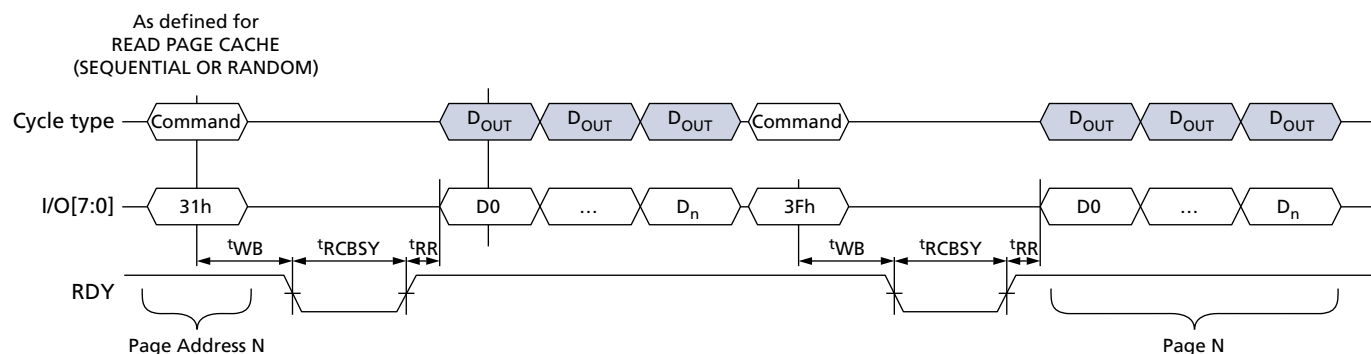 As defined for
READ PAGE CACHE
(SEQUENTIAL OR RANDOM)
Cycle type Command DOUT DOUT DOUT Command DOUT DOUT DOUT
I/O[7:0] 31h D0 ... Dn 3Fh D0 ... Dn
tWB tRCBSY tRR tWB tRCBSY tRR
RDY
Page Address N Page N